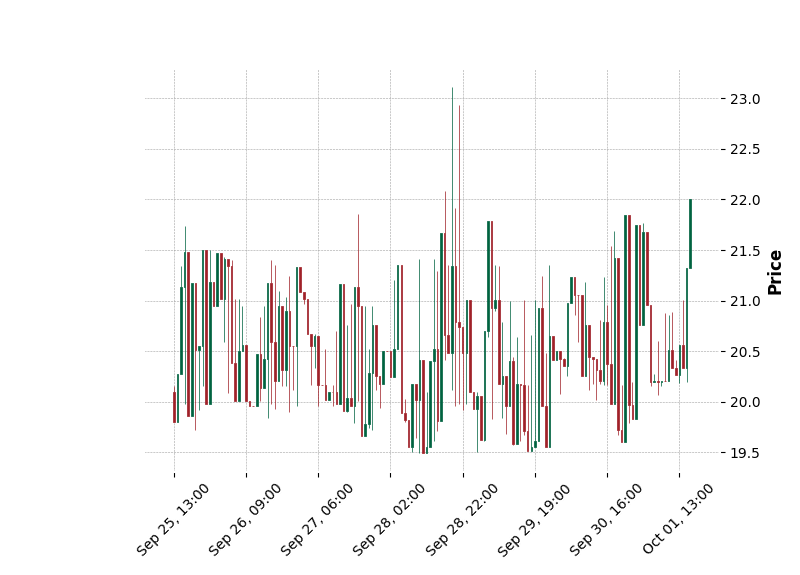 23.0
22.5
22.0
21.5
21.0
20.5
20.0
19.5
Price
Sep 25, 13:00
Sep 26, 09:00
Sep 27, 06:00
Sep 28, 02:00
Sep 28, 22:00
Sep 29, 19:00
Sep 30, 16:00
Oct 01, 13:00